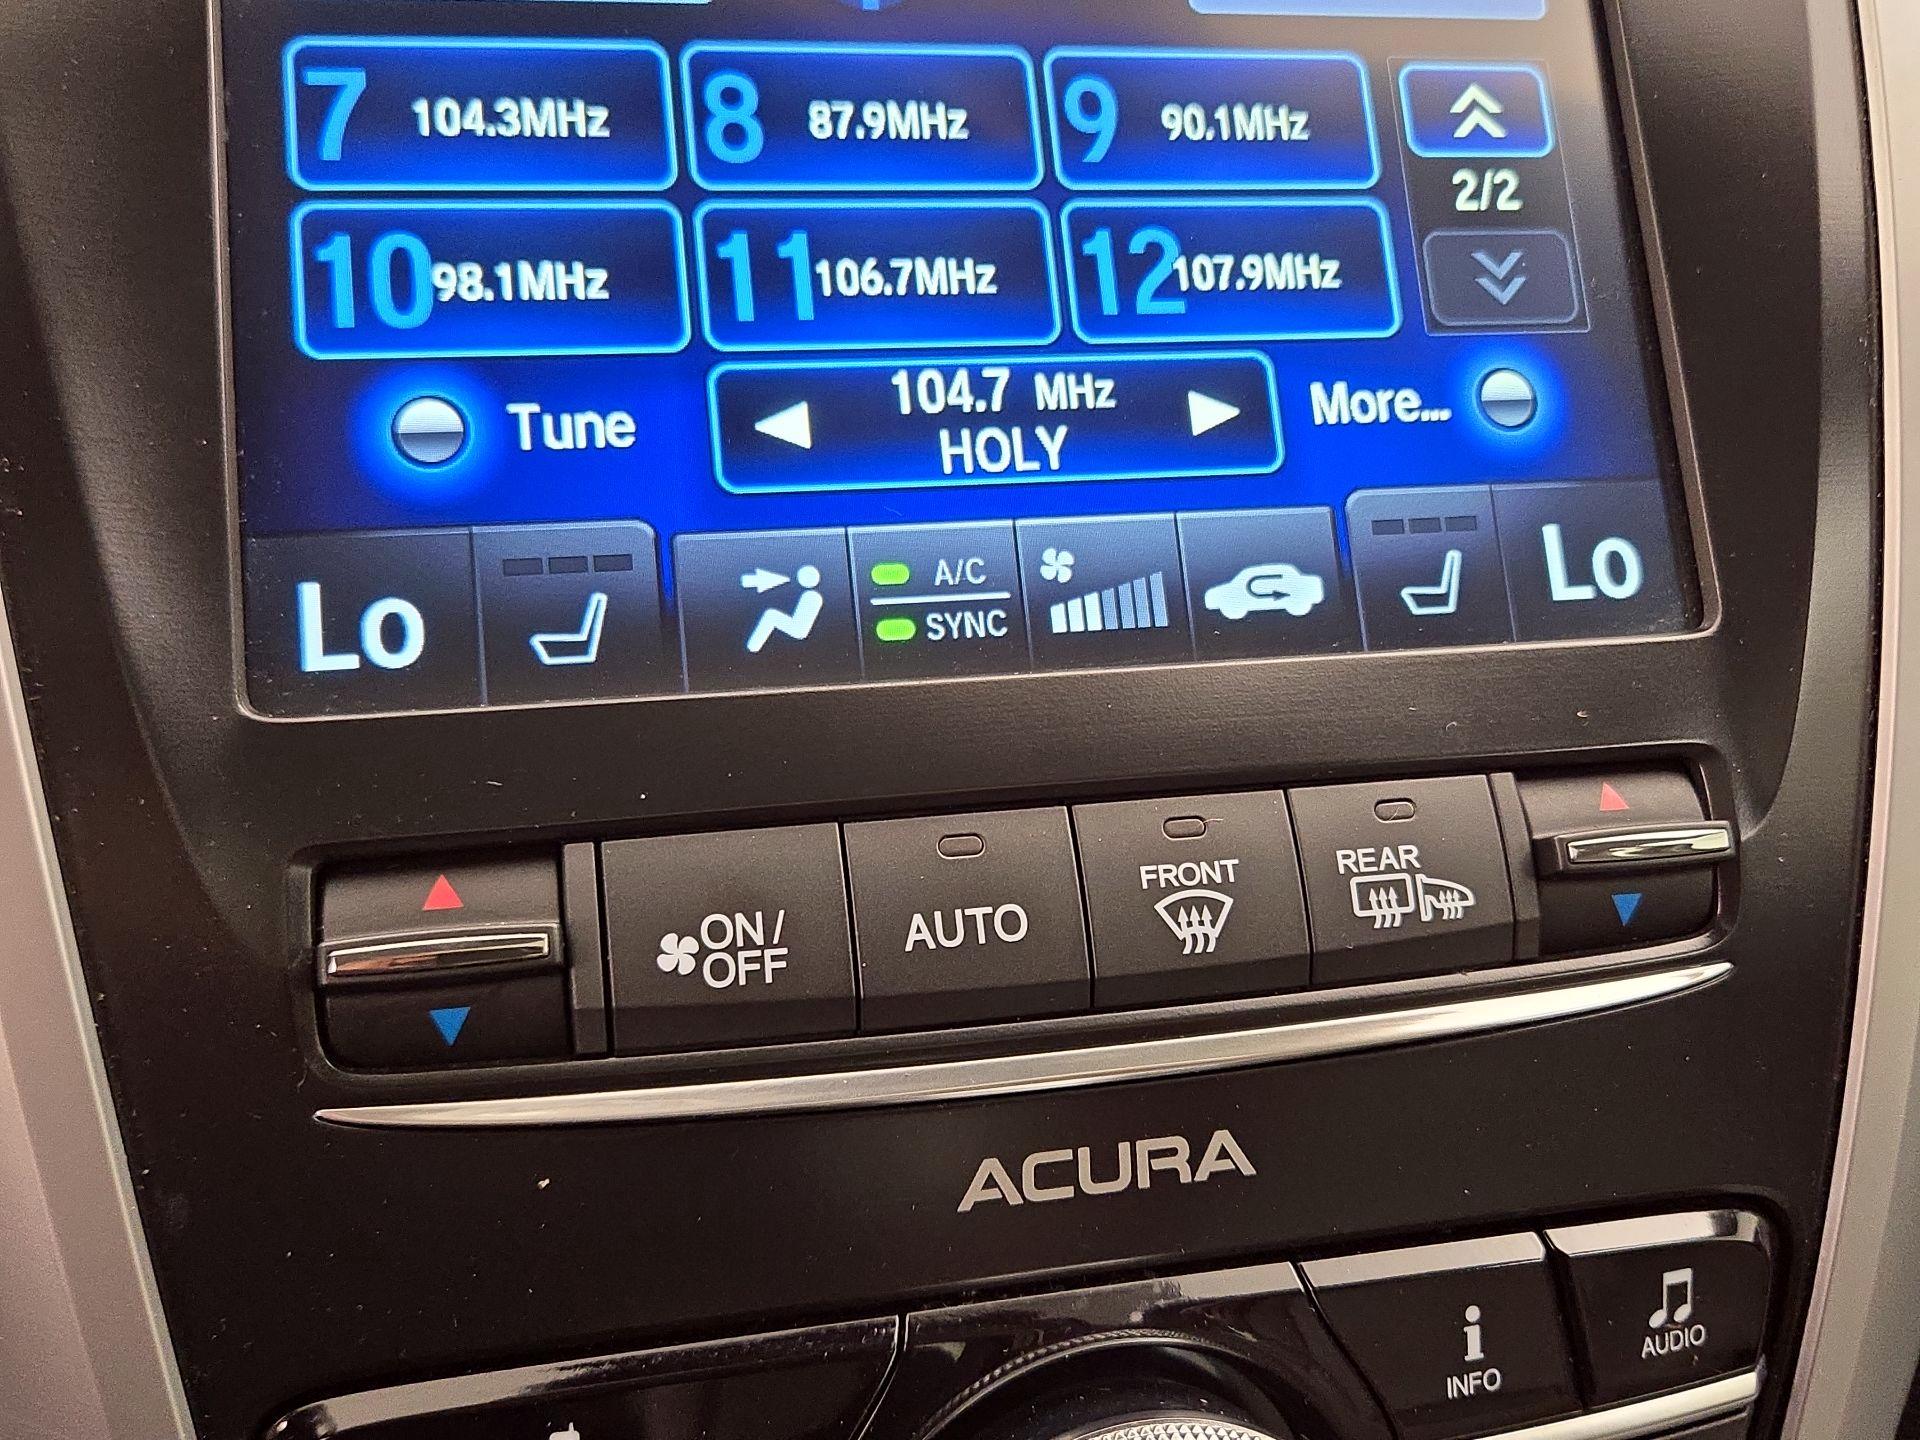 7 104.3MHz
8 87.9MHz
9 90.1MHz
2/2
10 98.1MHz
11 106.7MHz
12 107.9MHz
Tune
104.7 MHz
HOLY
More...
Lo
A/C
SYNC
Lo
ON/
OFF
AUTO
FRONT
REAR
ACURA
INFO
AUDIO